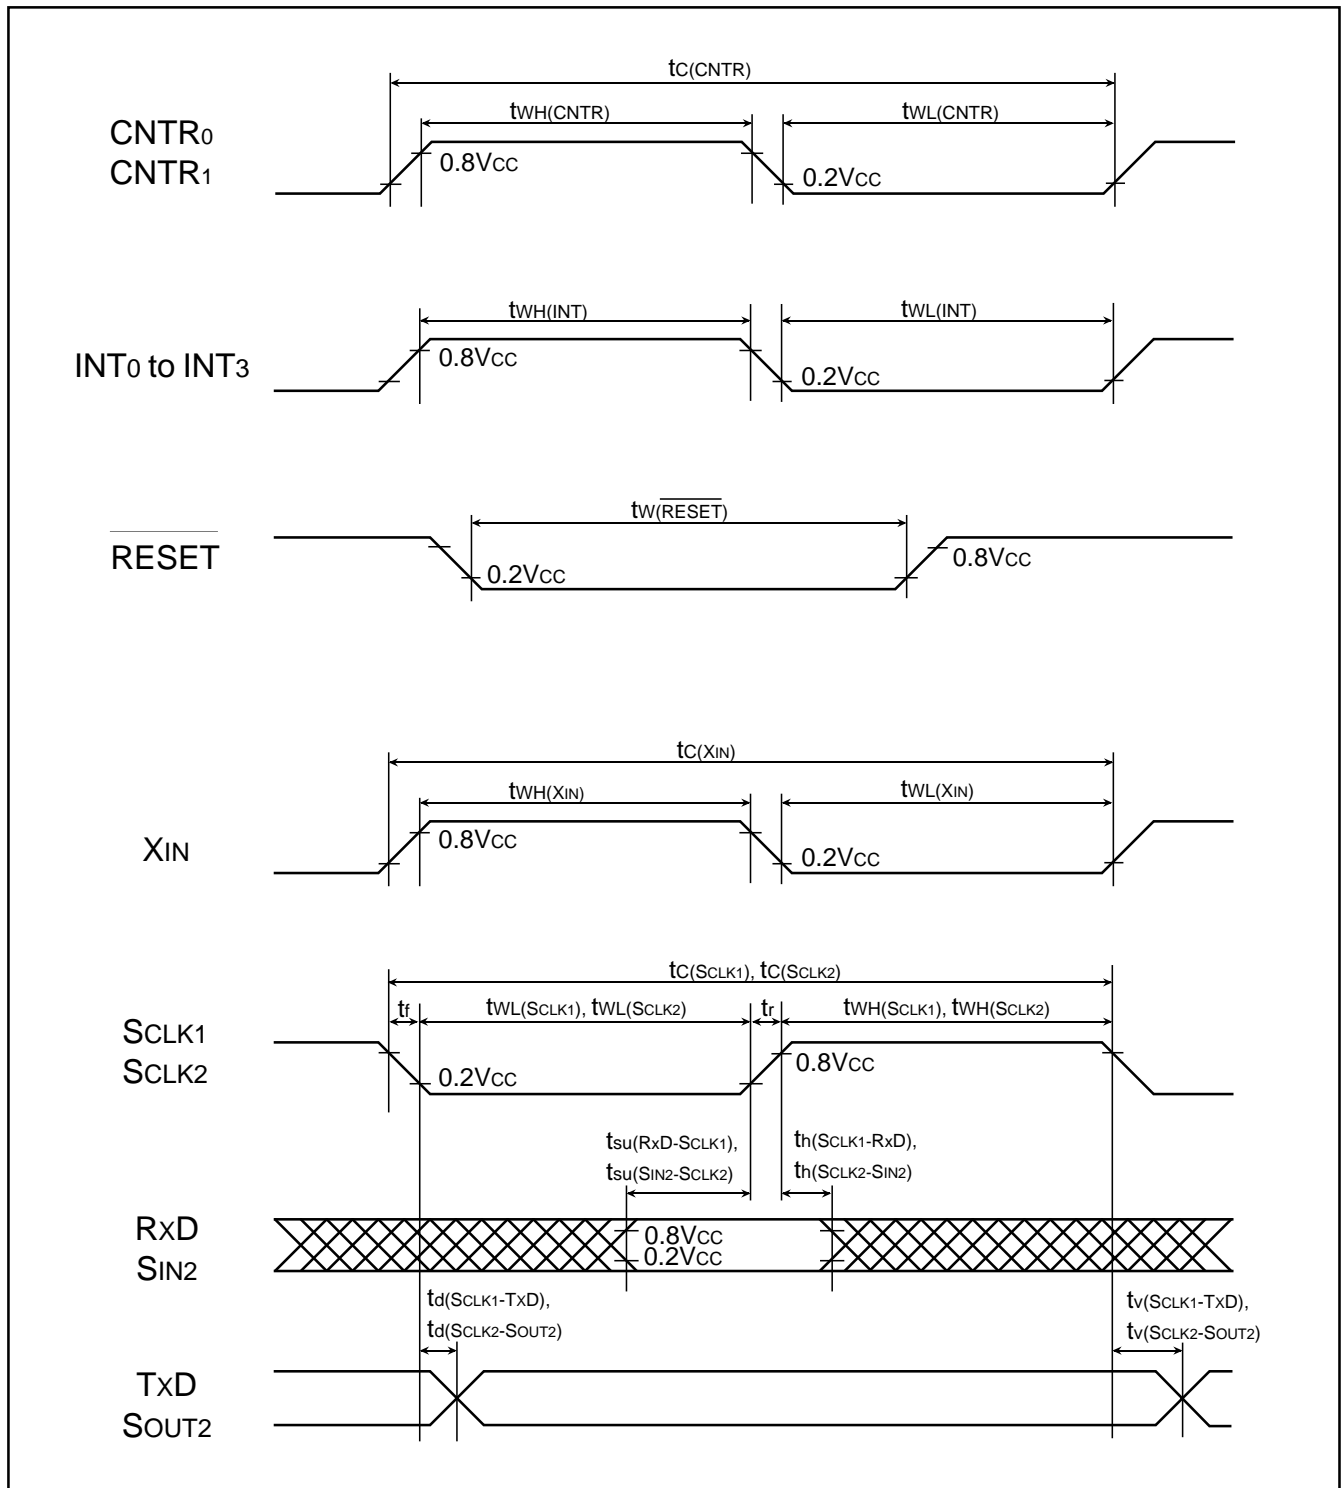 tC(CNTR)
tWH(CNTR)
tWL(CNTR)
CNTR0
CNTR1
0.8VCC
0.2VCC
tWH(INT)
tWL(INT)
INT0 to INT3
0.8VCC
0.2VCC
tW(RESET)
RESET
0.2VCC
0.8VCC
tC(XIN)
tWH(XIN)
tWL(XIN)
XIN
0.8VCC
0.2VCC
tC(SCLK1), tC(SCLK2)
tf
tWL(SCLK1), tWL(SCLK2)
tr
tWH(SCLK1), tWH(SCLK2)
SCLK1
SCLK2
0.2VCC
0.8VCC
tsu(RxD-SCLK1),
tsu(SIN2-SCLK2)
th(SCLK1-RxD),
th(SCLK2-SIN2)
RXD
SIN2
0.8VCC
0.2VCC
td(SCLK1-TXD),
td(SCLK2-SOUT2)
tv(SCLK1-TXD),
tv(SCLK2-SOUT2)
TXD
SOUT2